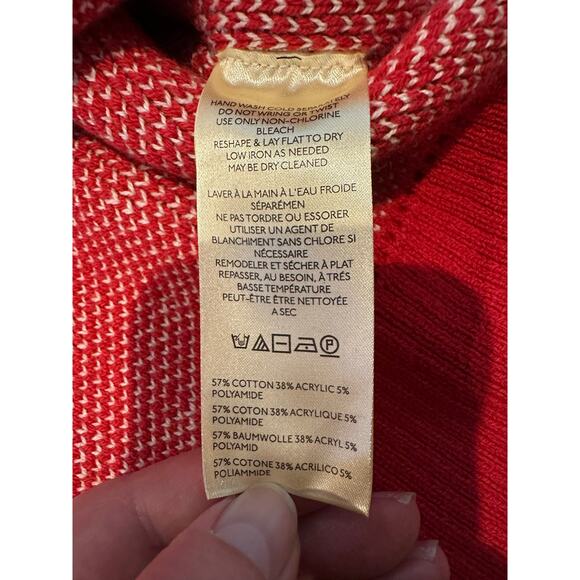 HAND WASH COLD SEPARATELY
DO NOT WRING OR TWIST
USE ONLY NON-CHLORINE
BLEACH
RESHAPE & LAY FLAT TO DRY
LOW IRON AS NEEDED
MAY BE DRY CLEANED
LAVER À LA MAIN À L'EAU FROIDE
SÉPARÉMEN
NE PAS TORDRE OU ESSORER
UTILISER UN AGENT DE
BLANCHIMENT SANS CHLORE SI
NÉCESSAIRE
REMODELER ET SÉCHER À PLAT
REPASSER, AU BESOIN, À TRÉS
BASSE TEMPÉRATURE
PEUT-ÊTRE ÊTRE NETTOYÉE
A SEC
P
57% COTTON 38% ACRYLIC 5%
POLYAMIDE
57% COTON 38% ACRYLIQUE 5%
POLYAMIDE
57% BAUMWOLLE 38% ACRYL 5%
POLYAMID
57% COTONE 38% ACRILICO 5%
POLIAMMIDE